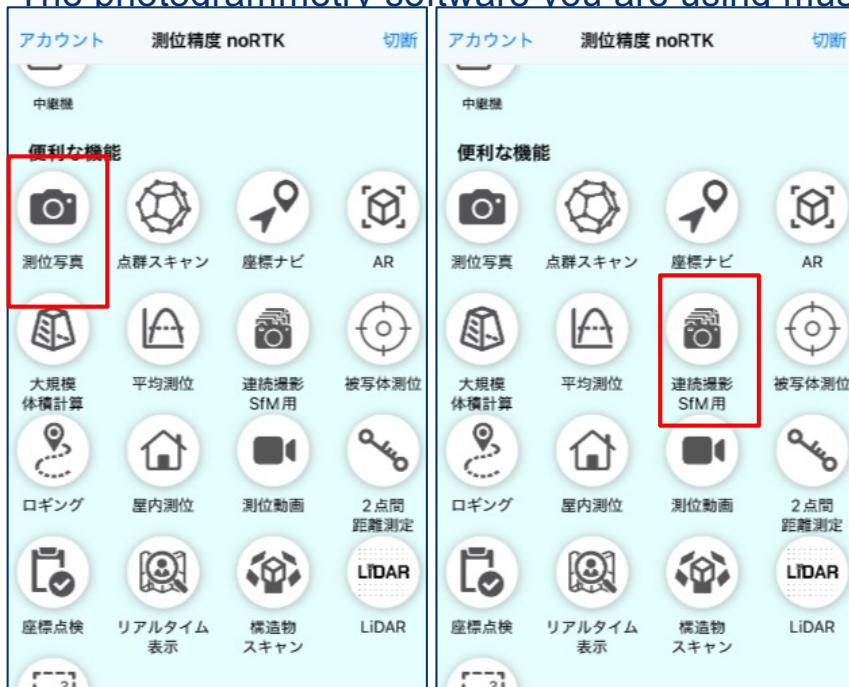 The photogrammetry software you are using mus
アカウント 測位精度 noRTK 切断
中継機
便利な機能
測位写真 点群スキャン 座標ナビ AR
大規模 平均測位 連続撮影 被写体測位
体積計算 SfM用
ロギング 屋内測位 測位動画 2点間
距離測定
LiDAR
座標点検 リアルタイム 構造物 LiDAR
表示 スキャン
アカウント 測位精度 noRTK 切断
中継機
便利な機能
測位写真 点群スキャン 座標ナビ AR
大規模 平均測位 連続撮影 被写体測位
体積計算 SfM用
ロギング 屋内測位 測位動画 2点間
距離測定
LiDAR
座標点検 リアルタイム 構造物 LiDAR
表示 スキャン